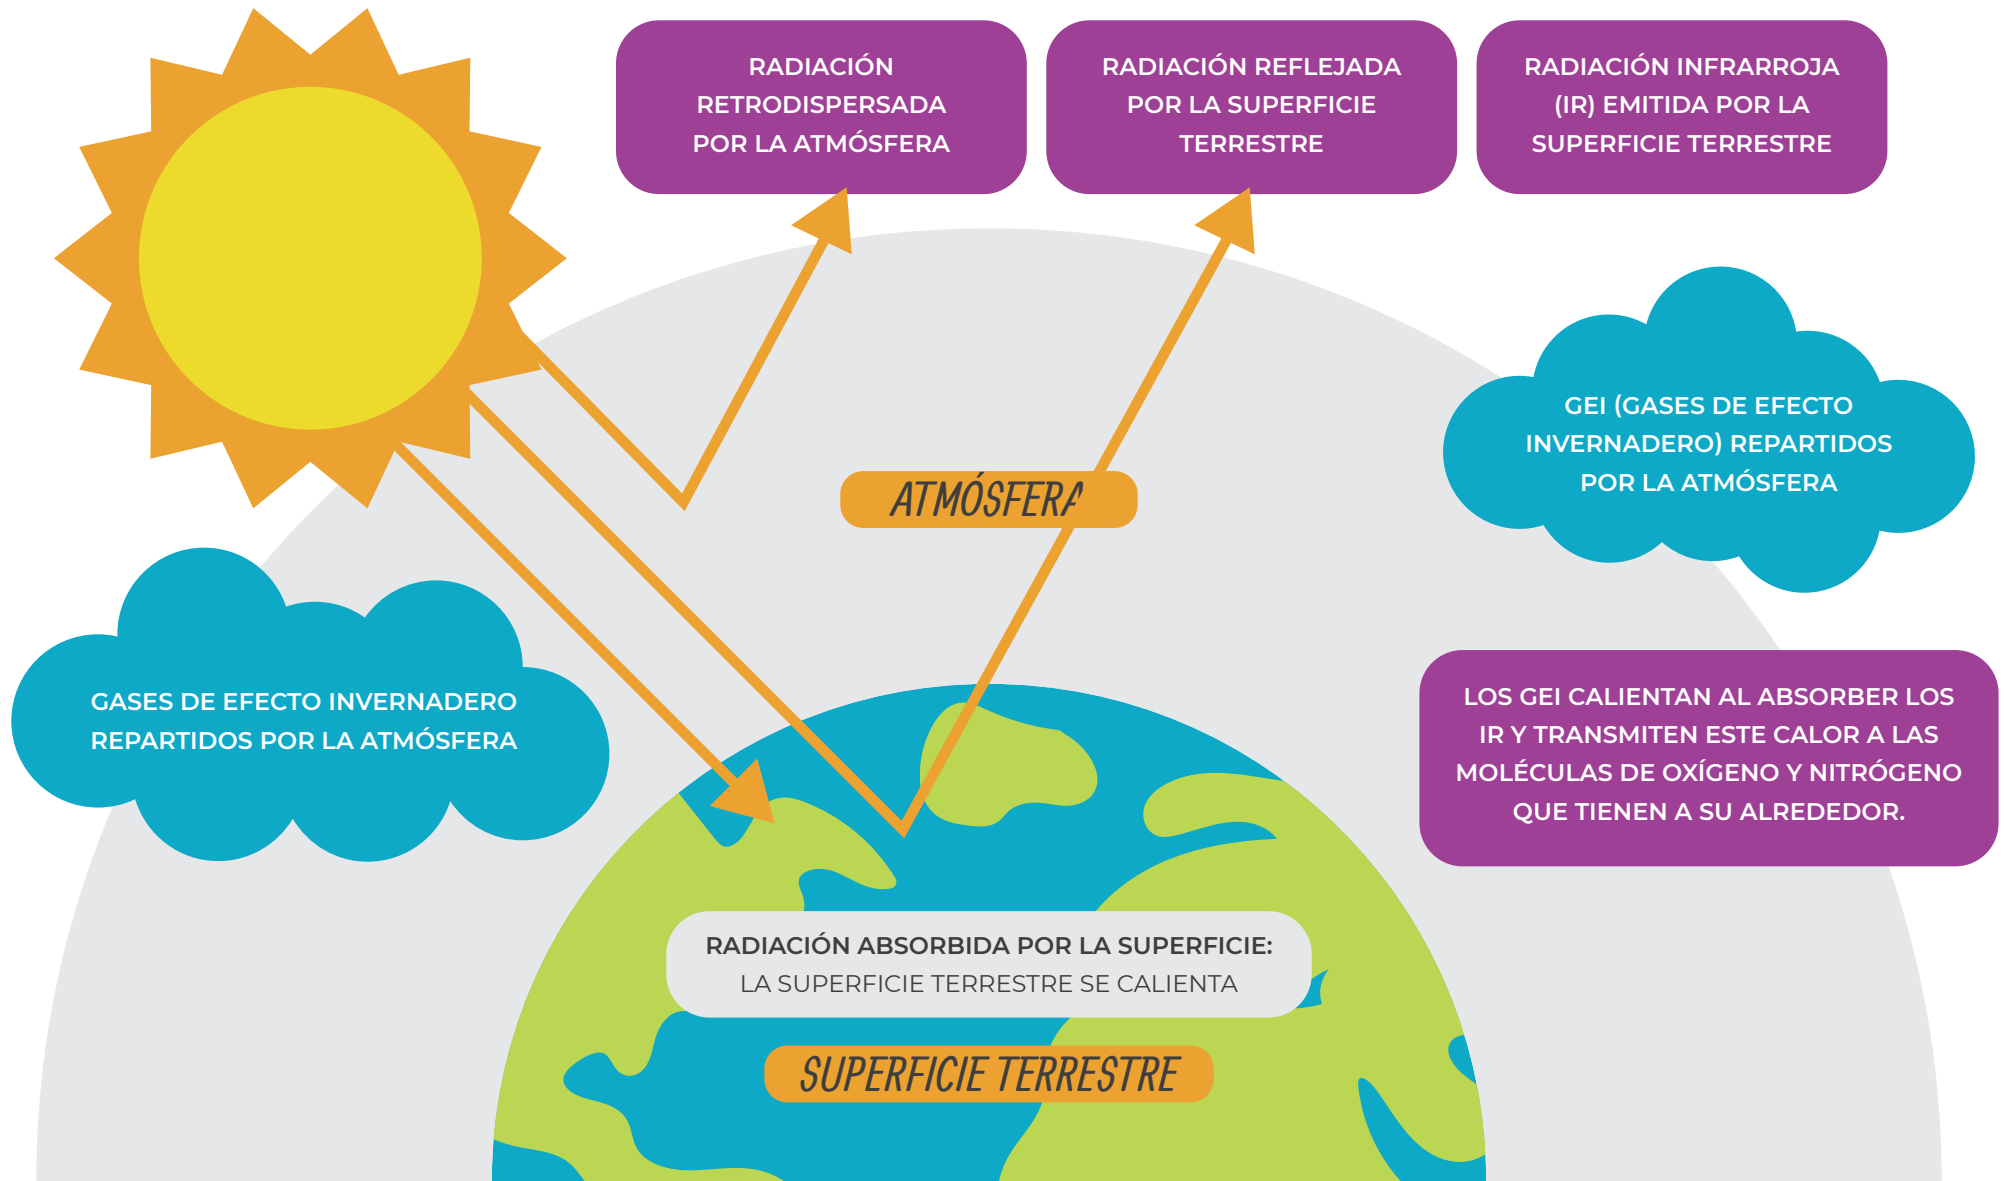 RADIACIÓN
RETRODISPERSADA
POR LA ATMÓSFERA
RADIACIÓN REFLEJADA
POR LA SUPERFICIE
TERRESTRE
RADIACIÓN INFRARROJA
(IR) EMITIDA POR LA
SUPERFICIE TERRESTRE
GEI (GASES DE EFECTO
INVERNADERO) REPARTIDOS
POR LA ATMÓSFERA
ATMÓSFERA
GASES DE EFECTO INVERNADERO
REPARTIDOS POR LA ATMÓSFERA
LOS GEI CALIENTAN AL ABSORBER LOS
IR Y TRANSMITEN ESTE CALOR A LAS
MOLÉCULAS DE OXÍGENO Y NITRÓGENO
QUE TIENEN A SU ALREDEDOR.
RADIACIÓN ABSORBIDA POR LA SUPERFICIE:
LA SUPERFICIE TERRESTRE SE CALIENTA
SUPERFICIE TERRESTRE